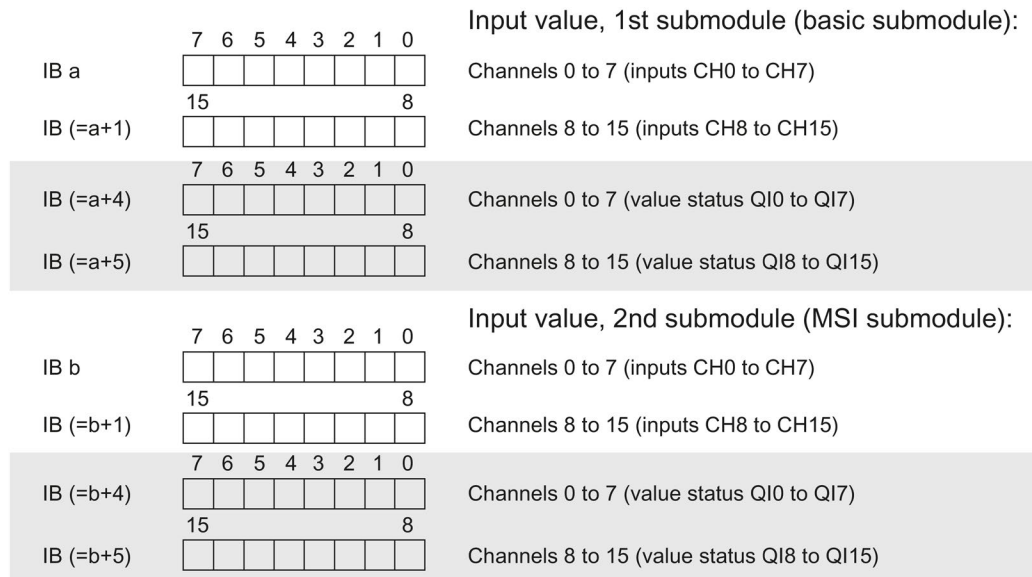 Input value, 1st submodule (basic submodule):
7 6 5 4 3 2 1 0
IB a Channels 0 to 7 (inputs CH0 to CH7)
15 8
IB (=a+1) Channels 8 to 15 (inputs CH8 to CH15)
7 6 5 4 3 2 1 0
IB (=a+4) Channels 0 to 7 (value status QI0 to QI7)
15 8
IB (=a+5) Channels 8 to 15 (value status QI8 to QI15)
Input value, 2nd submodule (MSI submodule):
7 6 5 4 3 2 1 0
IB b Channels 0 to 7 (inputs CH0 to CH7)
15 8
IB (=b+1) Channels 8 to 15 (inputs CH8 to CH15)
7 6 5 4 3 2 1 0
IB (=b+4) Channels 0 to 7 (value status QI0 to QI7)
15 8
IB (=b+5) Channels 8 to 15 (value status QI8 to QI15)